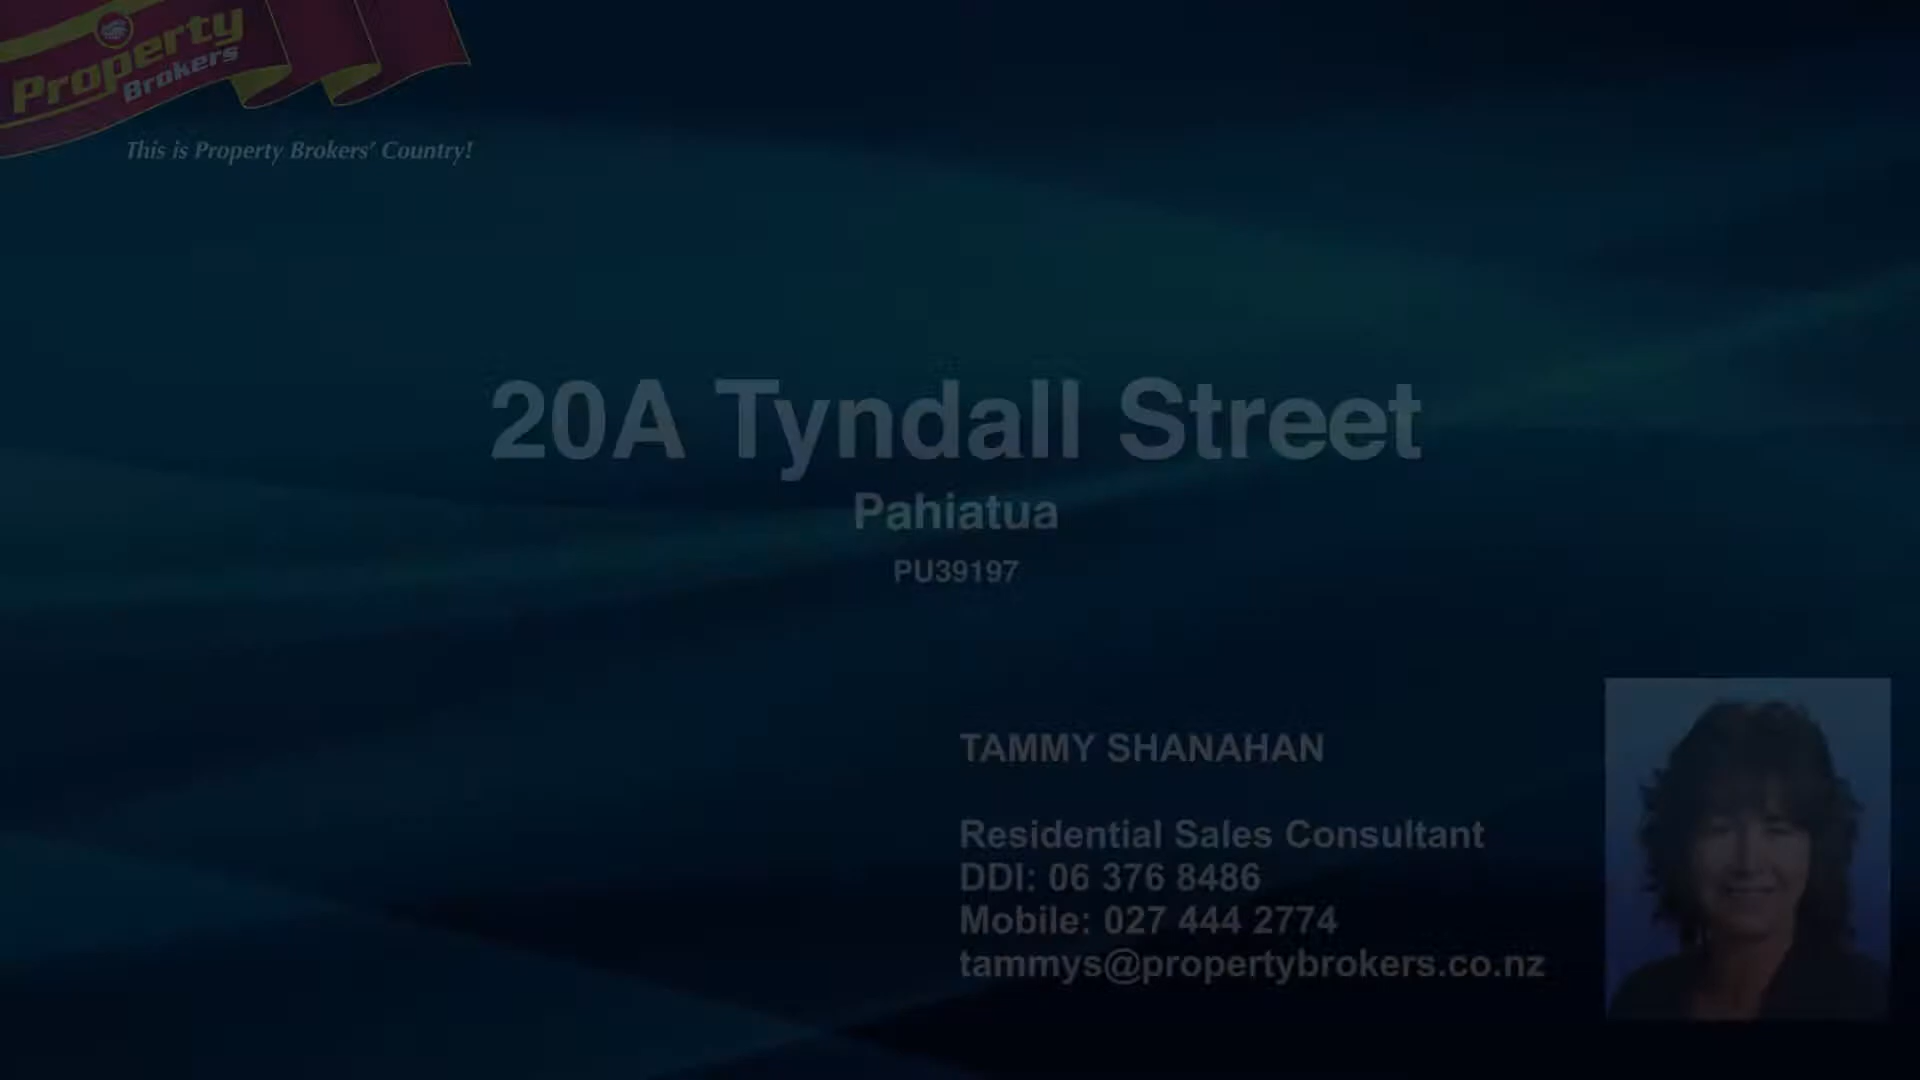 Property
Brokers
This is Property Brokers' Country!
20A Tyndall Street
Pahiatua
PU39197
TAMMY SHANAHAN
Residential Sales Consultant
DDI: 06 376 8486
Mobile: 027 444 2774
tammys@propertybrokers.co.nz